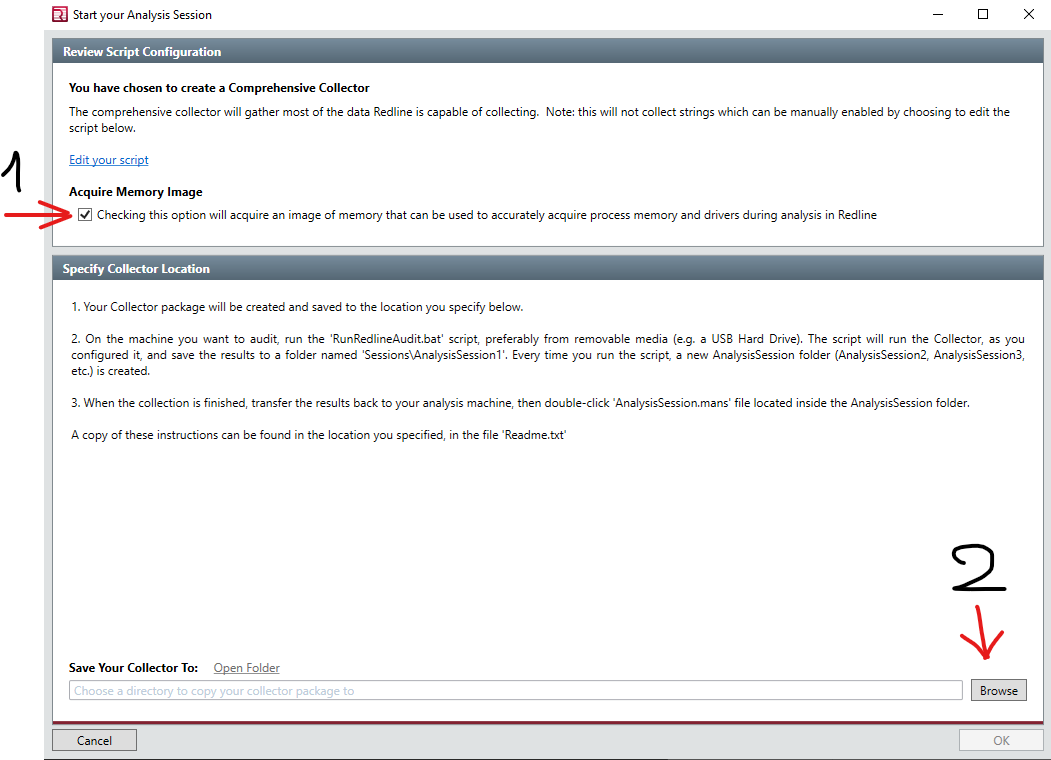 Start your Analysis Session
Review Script Configuration
You have chosen to create a Comprehensive Collector
The comprehensive collector will gather most of the data Redline is capable of collecting.  Note: this will not collect strings which can be manually enabled by choosing to edit the
script below.
Edit your script
1
Acquire Memory Image
Checking this option will acquire an image of memory that can be used to accurately acquire process memory and drivers during analysis in Redline
Specify Collector Location
1. Your Collector package will be created and saved to the location you specify below.
2. On the machine you want to audit, run the 'RunRedlineAudit.bat' script, preferably from removable media (e.g. a USB Hard Drive). The script will run the Collector, as you
configured it, and save the results to a folder named 'Sessions\AnalysisSession1'. Every time you run the script, a new AnalysisSession folder (AnalysisSession2, AnalysisSession3,
etc.) is created.
3. When the collection is finished, transfer the results back to your analysis machine, then double-click 'AnalysisSession.mans' file located inside the AnalysisSession folder.
A copy of these instructions can be found in the location you specified, in the file 'Readme.txt'
2
Save Your Collector To: Open Folder
Choose a directory to copy your collector package to
Browse
Cancel
OK